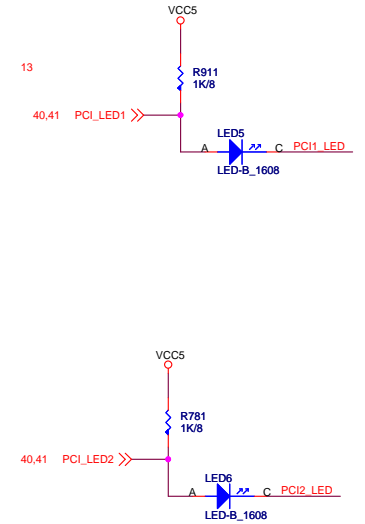 VCC5
13
R911
1K/8
40,41 PCI_LED1
LED5
A C PCI1_LED
LED-B_1608
VCC5
R781
1K/8
40,41 PCI_LED2
LED6
A C PCI2_LED
LED-B_1608